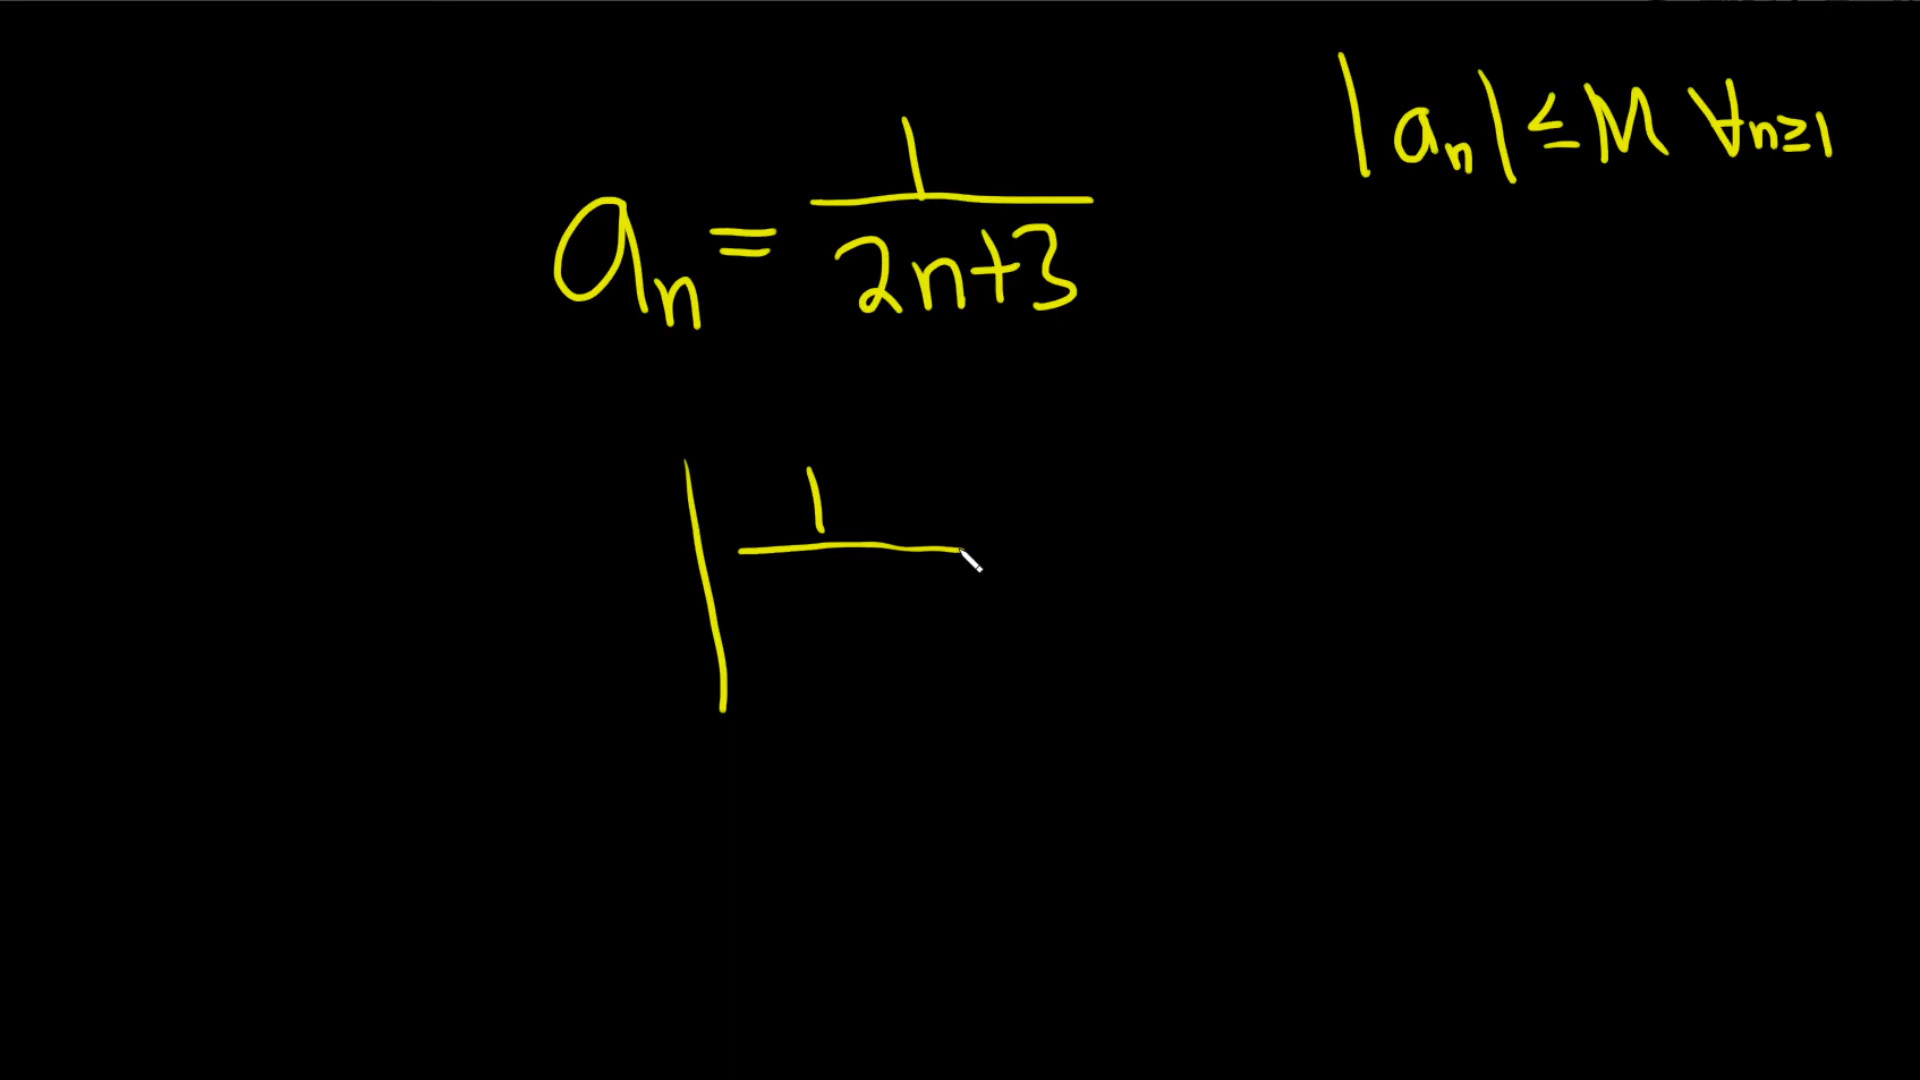 |aₙ| ≤ M ∀n≥1
aₙ = 1/(2n+3)
|1/